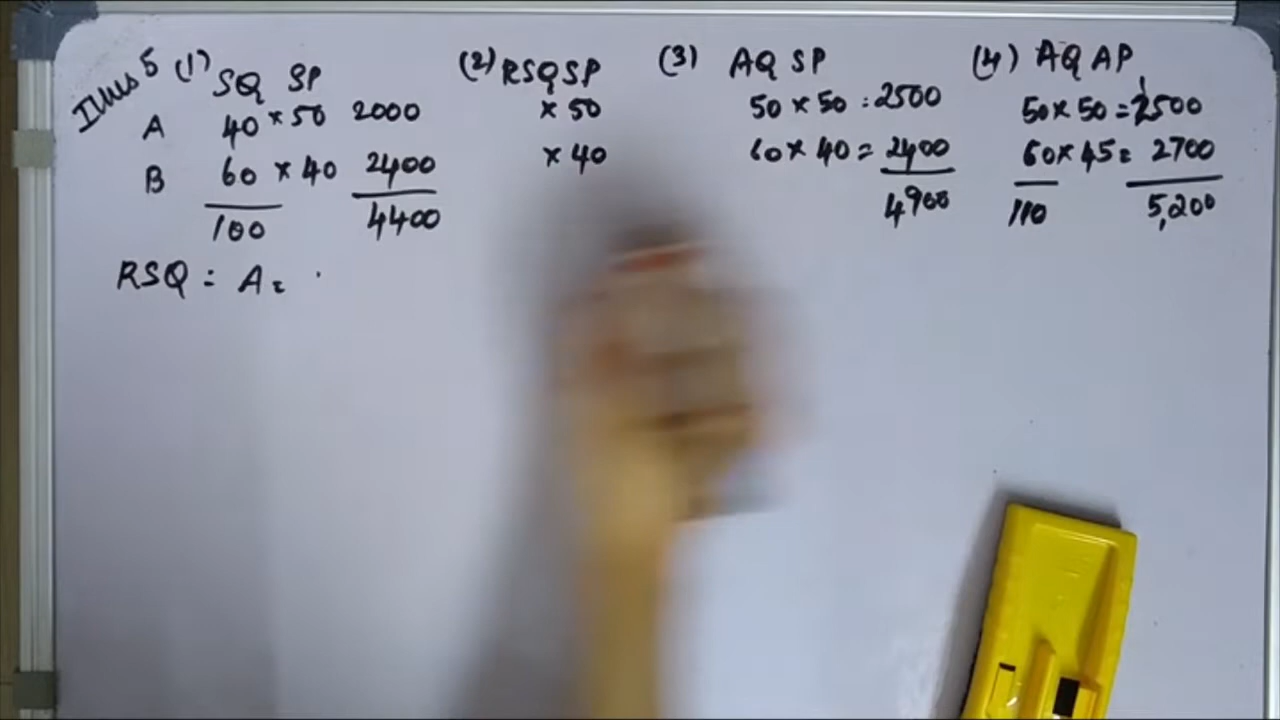 Illus 5 (1) SQ SP (2) RSQ SP (3) AQ SP (4) AQ AP
A 40 × 50 2000 × 50 50 × 50 = 2500 50 × 50 = 2500
B 60 × 40 2400 × 40 60 × 40 = 2400 60 × 45 = 2700
100 4400 4900 110 5,200
RSQ = A =